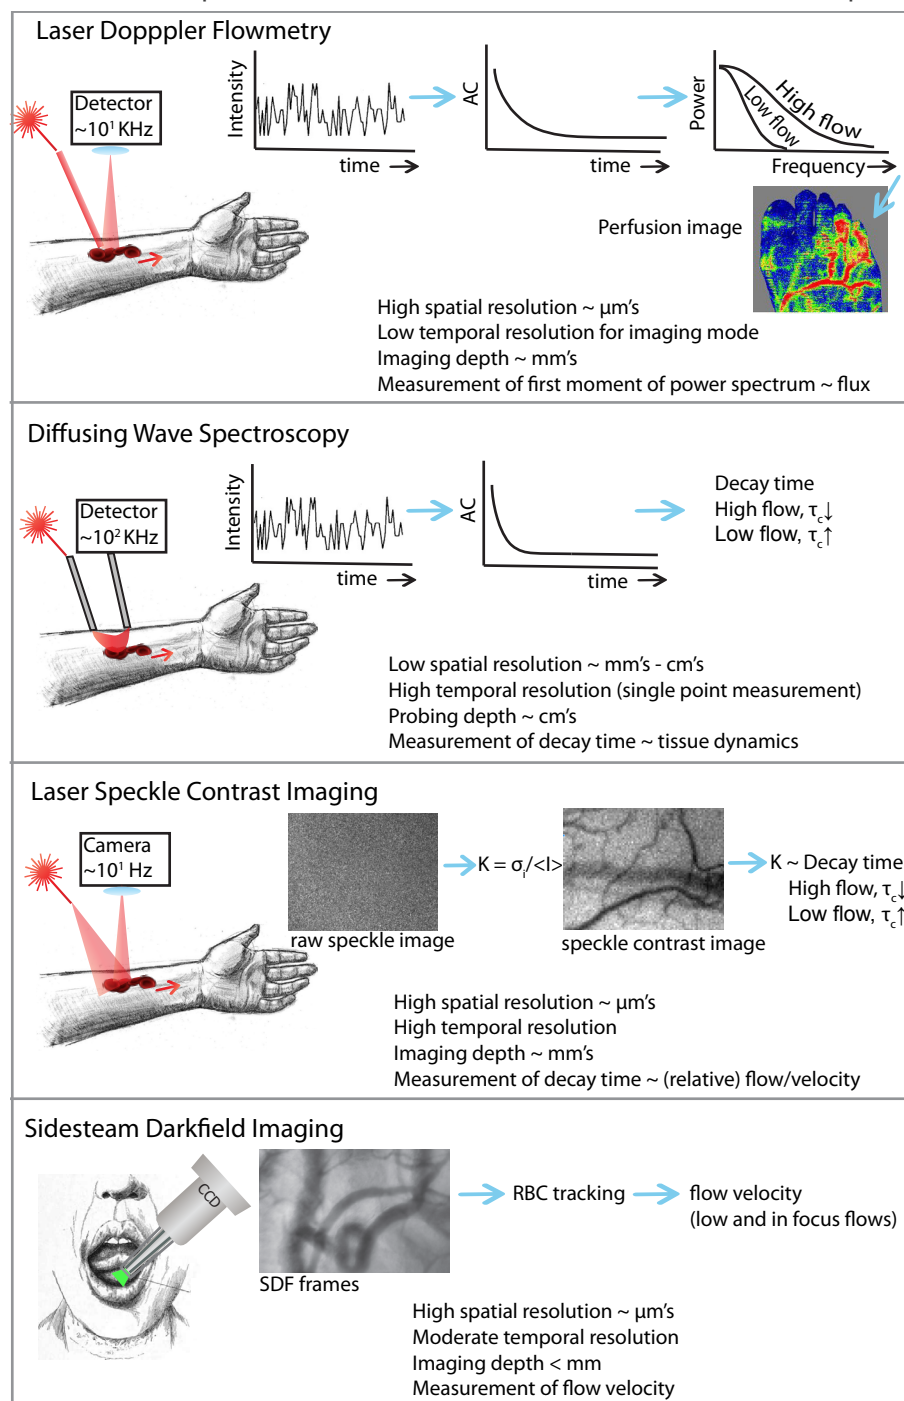 Laser Dopppler Flowmetry
Detector
~10¹ KHz
Intensity
time
AC
time
Power
High flow
Low flow
Frequency
Perfusion image
High spatial resolution ~ µm's
Low temporal resolution for imaging mode
Imaging depth ~ mm's
Measurement of first moment of power spectrum ~ flux
Diffusing Wave Spectroscopy
Detector
~10² KHz
Intensity
time
AC
time
Decay time
High flow, τc↓
Low flow, τc↑
Low spatial resolution ~ mm's - cm's
High temporal resolution (single point measurement)
Probing depth ~ cm's
Measurement of decay time ~ tissue dynamics
Laser Speckle Contrast Imaging
Camera
~10¹ Hz
raw speckle image
K = σi/<I>
speckle contrast image
K ~ Decay time
High flow, τc↓
Low flow, τc↑
High spatial resolution ~ µm's
High temporal resolution
Imaging depth ~ mm's
Measurement of decay time ~ (relative) flow/velocity
Sidesteam Darkfield Imaging
CCD
SDF frames
RBC tracking
flow velocity
(low and in focus flows)
High spatial resolution ~ µm's
Moderate temporal resolution
Imaging depth < mm
Measurement of flow velocity